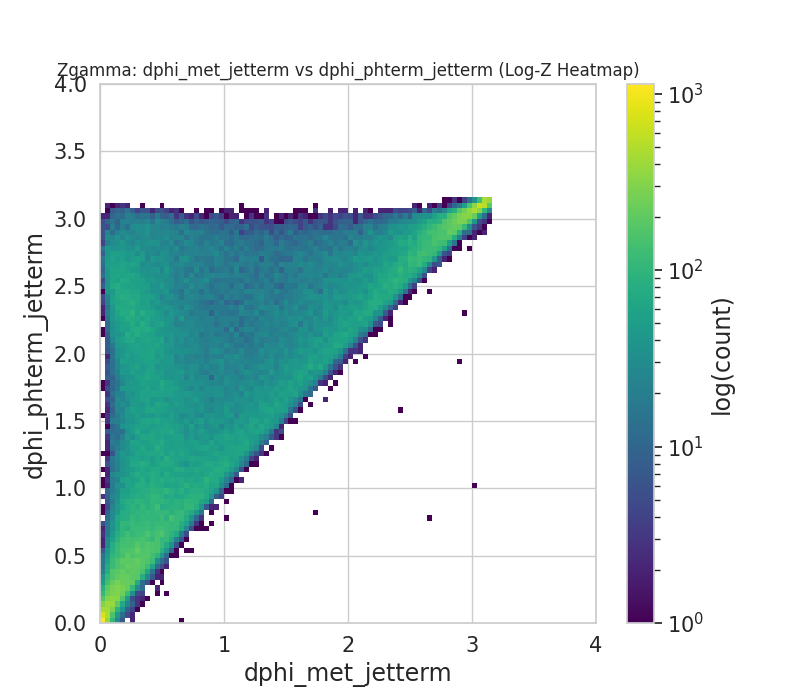 Zgamma: dphi_met_jetterm vs dphi_phterm_jetterm (Log-Z Heatmap)
4.0
3.5
3.0
2.5
2.0
1.5
1.0
0.5
0.0
dphi_phterm_jetterm
0 1 2 3 4
dphi_met_jetterm
10³
10²
10¹
10⁰
log(count)